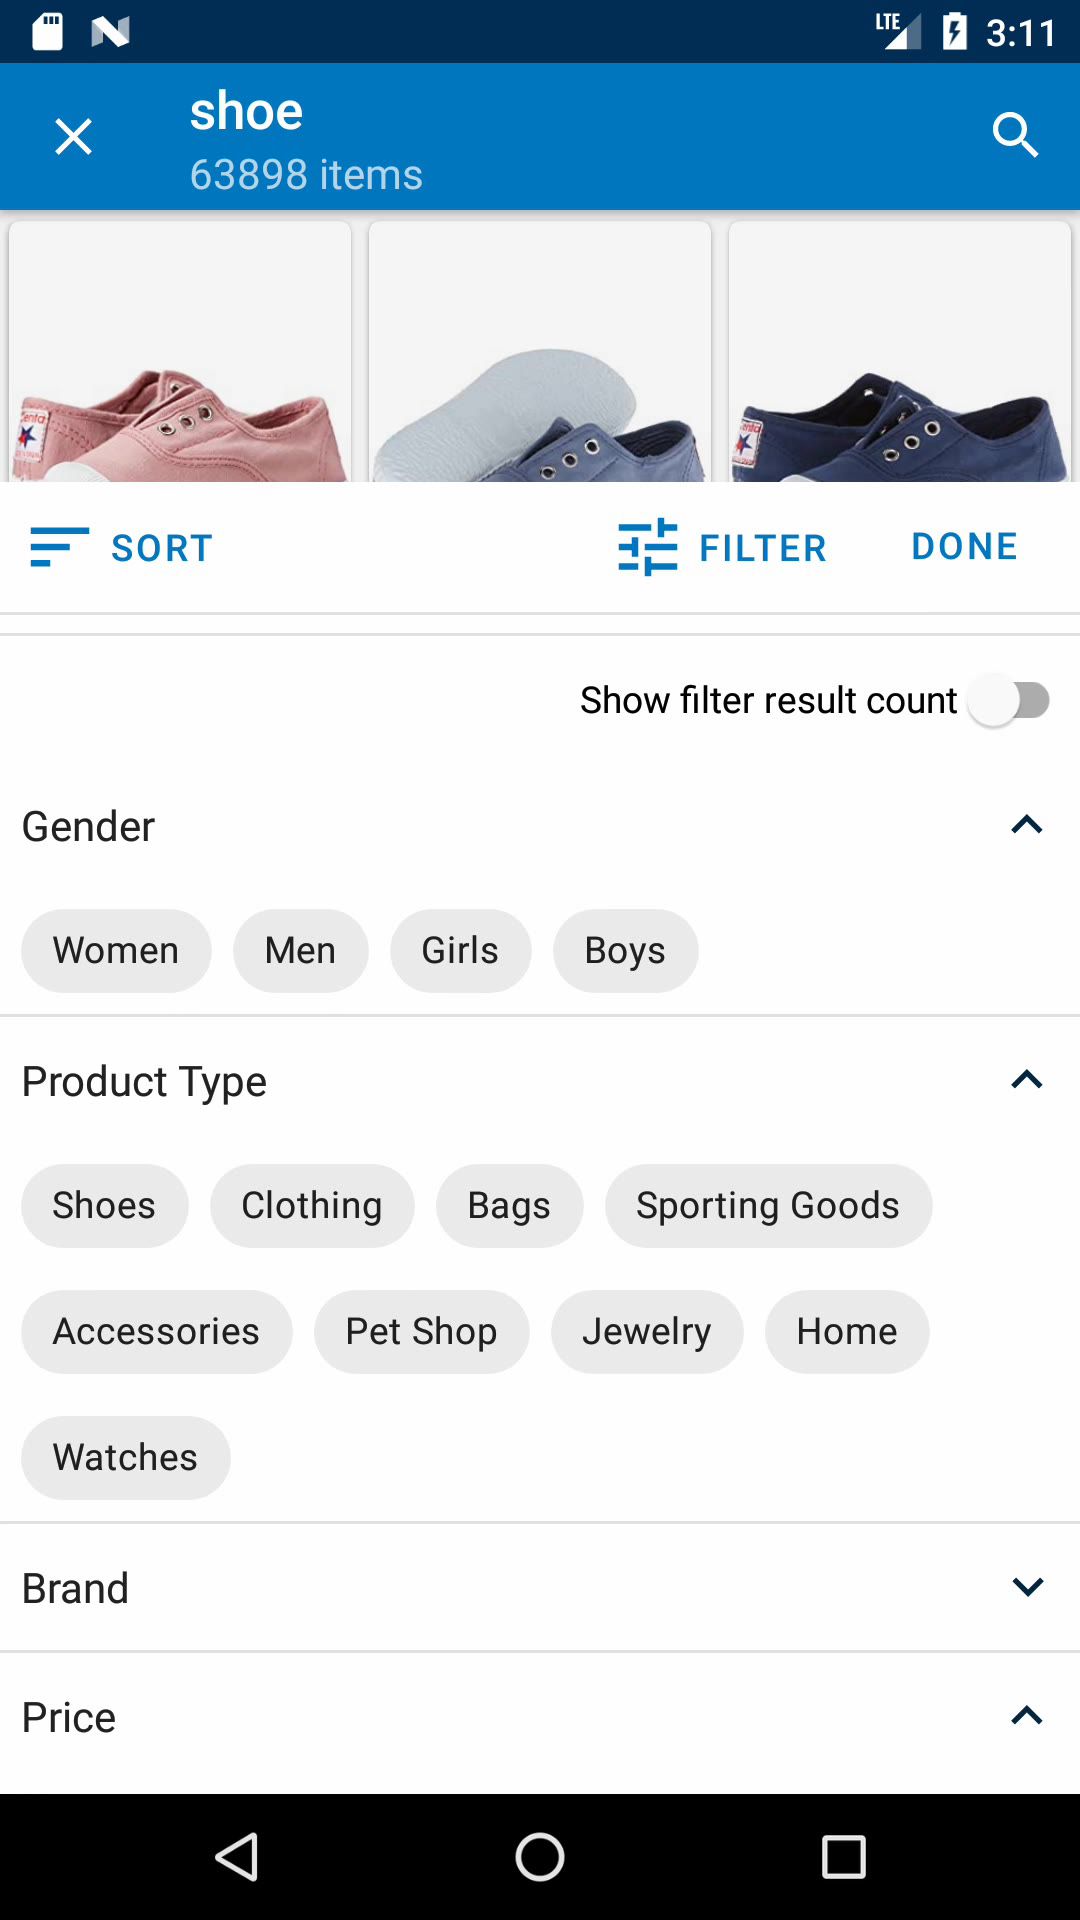 LTE 3:11
shoe
63898 items
SORT FILTER DONE
Show filter result count
Gender
Women Men Girls Boys
Product Type
Shoes Clothing Bags Sporting Goods
Accessories Pet Shop Jewelry Home
Watches
Brand
Price